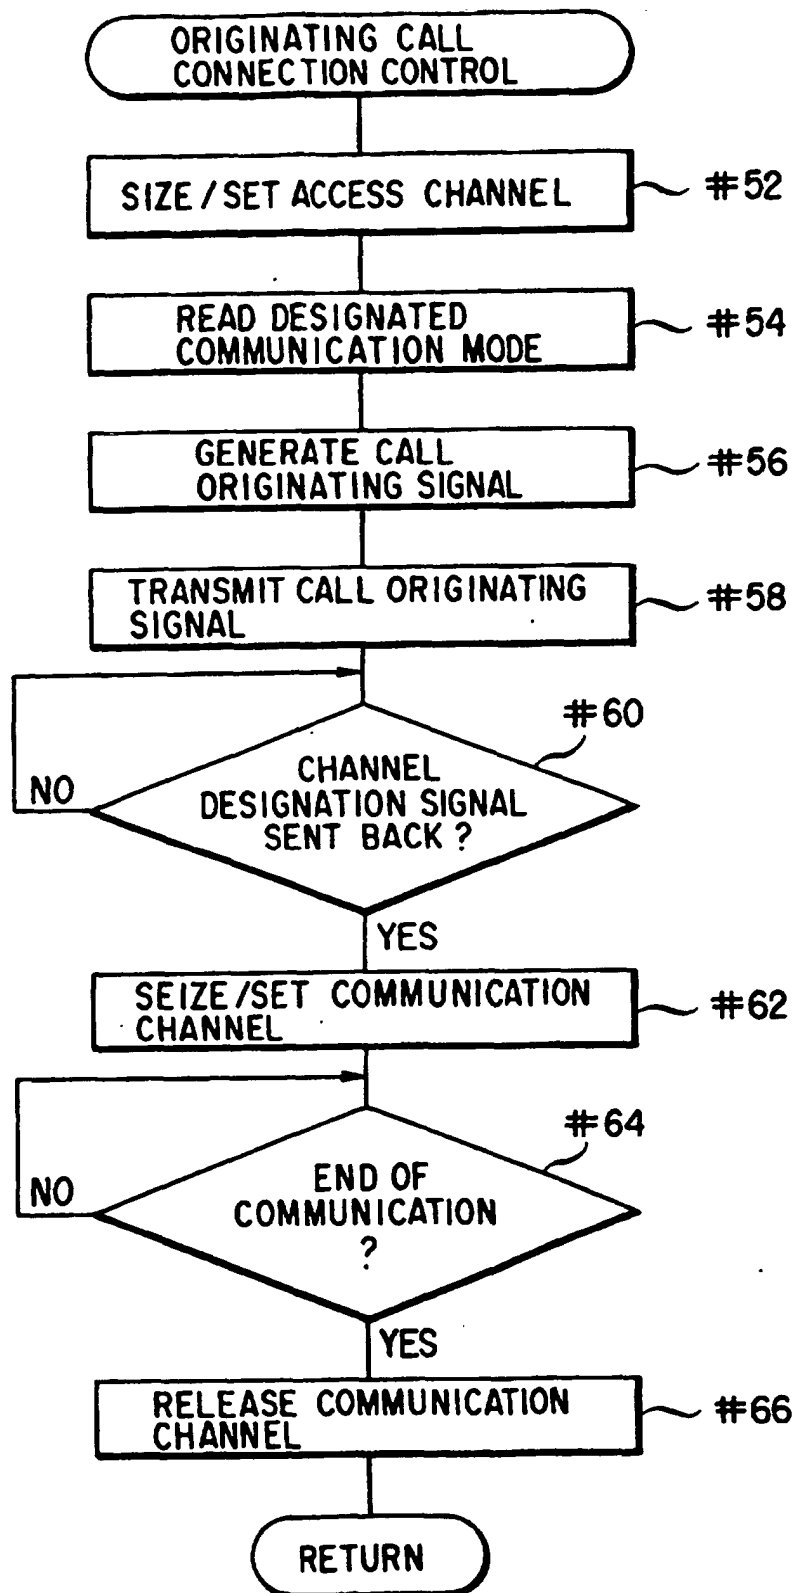 ORIGINATING CALL
CONNECTION CONTROL
SIZE/SET ACCESS CHANNEL
#52
READ DESIGNATED
COMMUNICATION MODE
#54
GENERATE CALL
ORIGINATING SIGNAL
#56
TRANSMIT CALL ORIGINATING
SIGNAL
#58
#60
CHANNEL
DESIGNATION SIGNAL
SENT BACK?
NO
YES
SEIZE/SET COMMUNICATION
CHANNEL
#62
#64
END OF
COMMUNICATION
?
NO
YES
RELEASE COMMUNICATION
CHANNEL
#66
RETURN